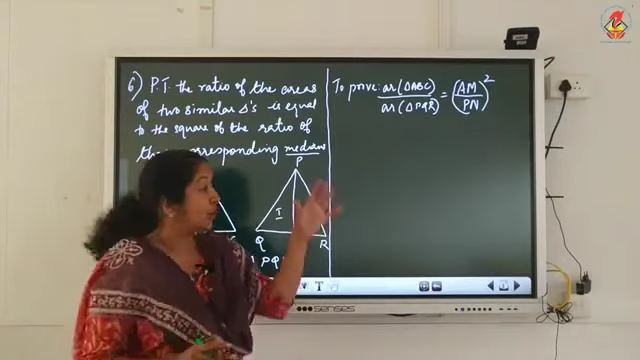 6) P.T. the ratio of the areas
of two similar Δ's is equal
to the square of the ratio of
corresponding medians
P
I
Q
R
To prove: ar(ΔABC)
ar(ΔPQR)
= (AM
PN)²
T
senses